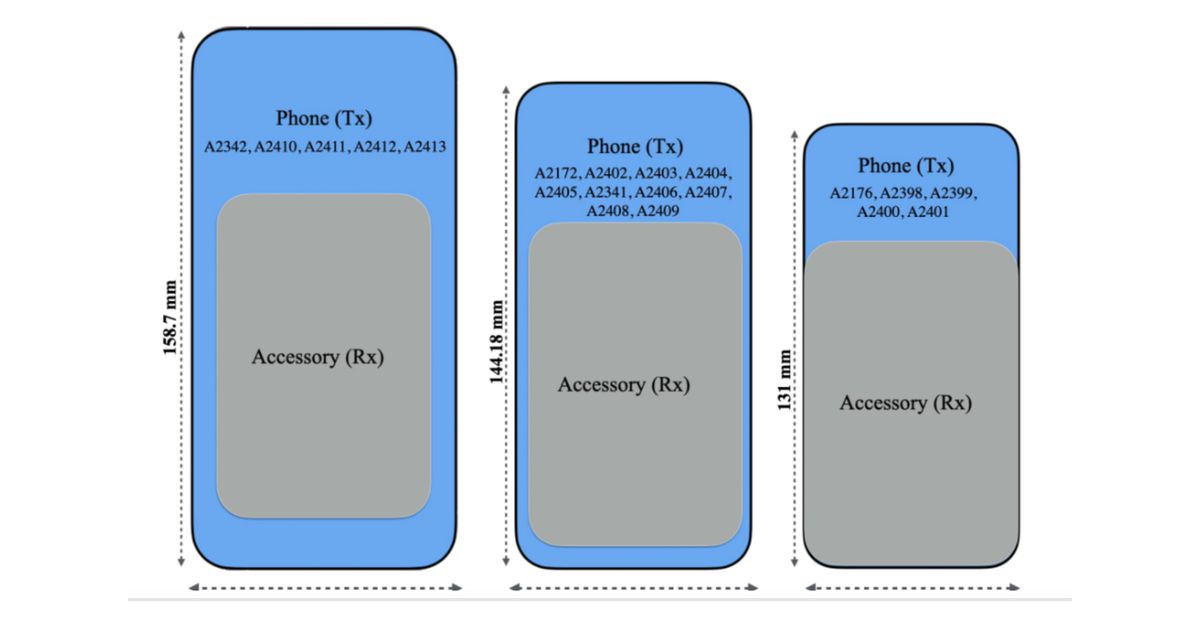 Phone (Tx)
A2342, A2410, A2411, A2412, A2413
Accessory (Rx)
158.7 mm
Phone (Tx)
A2172, A2402, A2403, A2404,
A2405, A2341, A2406, A2407,
A2408, A2409
Accessory (Rx)
144.18 mm
Phone (Tx)
A2176, A2398, A2399,
A2400, A2401
Accessory (Rx)
131 mm